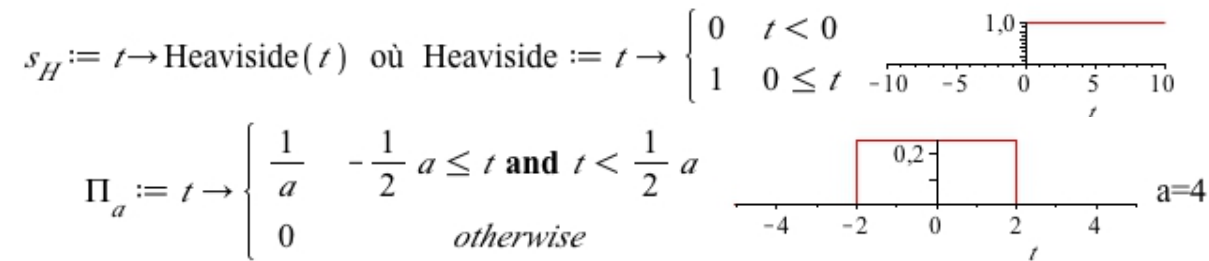 s_H := t → Heaviside(t) où Heaviside := t → { 0 t < 0
1 0 ≤ t
1,0
-10 -5 0 5 10
t
Π_a := t → { 1/a -1/2 a ≤ t and t < 1/2 a
0 otherwise
0,2
-4 -2 0 2 4
t
a=4